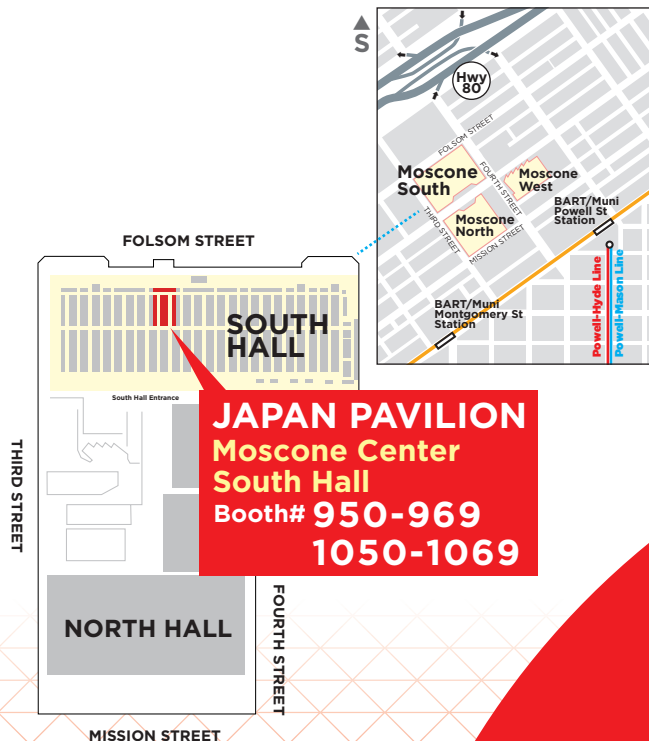 S
Hwy
80
FOLSOM STREET
Moscone
South
FOURTH STREET
Moscone
West
THIRD STREET
Moscone
North
MISSION STREET
BART/Muni
Powell St
Station
BART/Muni
Montgomery St
Station
Powell-Hyde Line
Powell-Mason Line
FOLSOM STREET
SOUTH
HALL
South Hall Entrance
THIRD STREET
JAPAN PAVILION
Moscone Center
South Hall
Booth# 950-969
1050-1069
NORTH HALL
FOURTH STREET
MISSION STREET